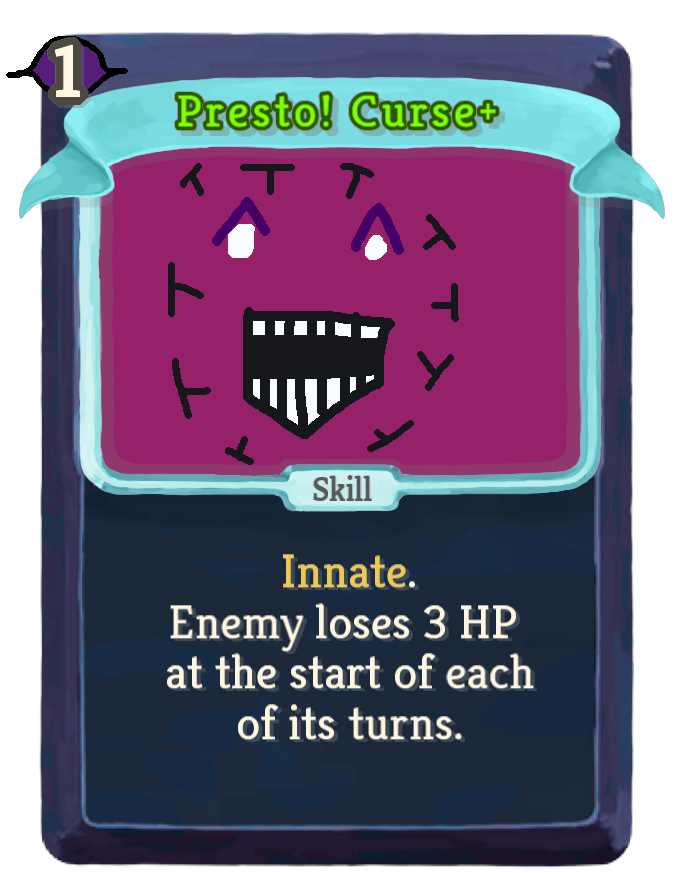 1
Presto! Curse+
Skill
Innate.
Enemy loses 3 HP
at the start of each
of its turns.